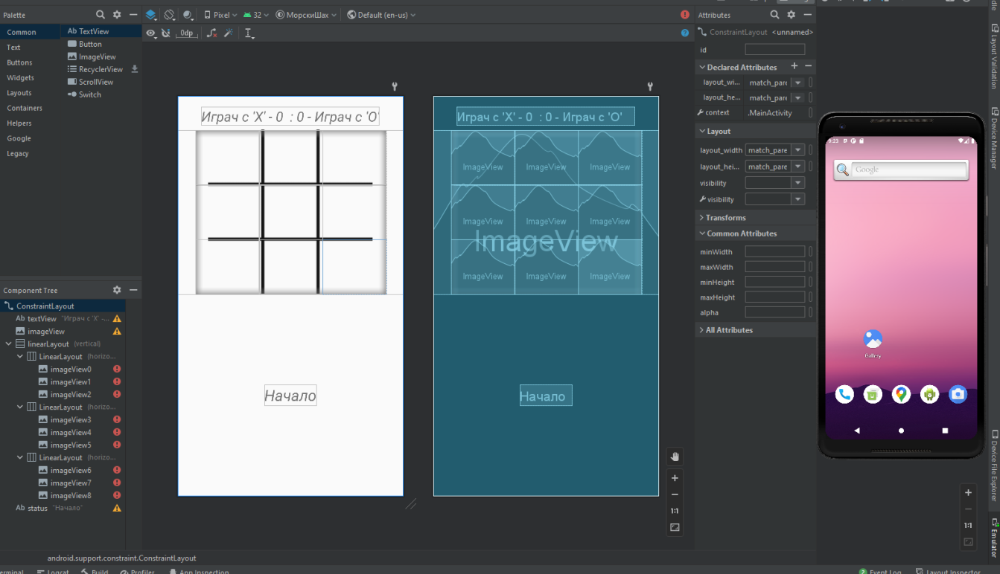 Palette
Pixel
32
МорскиШах
Default (en-us)
Attributes
Common
Ab TextView
0dp
ConstraintLayout <unnamed>
Text
Button
Buttons
ImageView
id
Widgets
RecyclerView
Declared Attributes
Layouts
ScrollView
layout_wi... match_pare
Containers
Switch
layout_he... match_pare
Helpers
context .MainActivity
Google
Layout
Legacy
layout_width match_pare
layout_hei... match_pare
visibility
visibility
Transforms
Common Attributes
minWidth
maxWidth
minHeight
maxHeight
alpha
All Attributes
Играч с 'X' - 0 : 0 - Играч с 'O'
Играч с 'X' - 0 : 0 - Играч с 'O'
ImageView ImageView ImageView
ImageView ImageView ImageView
ImageView
ImageView ImageView ImageView
Начало
Начало
Component Tree
ConstraintLayout
Ab textView "Играч с 'X' -...
imageView
linearLayout (vertical)
LinearLayout (horizo...
imageView0
imageView1
imageView2
LinearLayout (horizo...
imageView3
imageView4
imageView5
LinearLayout (horizo...
imageView6
imageView7
imageView8
Ab status "Начало"
1:1
9:23
Google
Gallery
1:1
Layout Validation
Device Manager
Device File Explorer
Emulator
android.support.constraint.ConstraintLayout
Logcat
Build
Profiler
App Inspection
2 Event Log
Layout Inspector